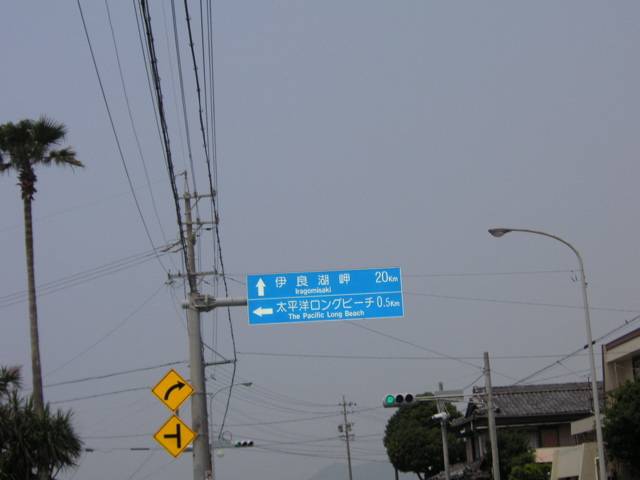 伊良湖岬 20Km
Iragomisaki
太平洋ロングビーチ 0.5Km
The Pacific Long Beach